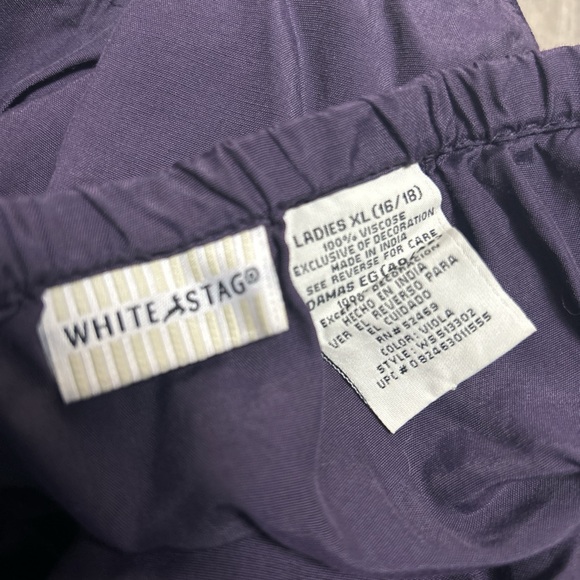 WHITE STAG®
LADIES XL (16/18)
100% VISCOSE
EXCLUSIVE OF DECORATION
MADE IN INDIA
SEE REVERSE FOR CARE
DAMAS EG
HECHO EN INDIA
VER EL REVERSO PARA
EL CUIDADO
RN# 52469
COLOR: VIOLA
STYLE: WS513302
UPC #